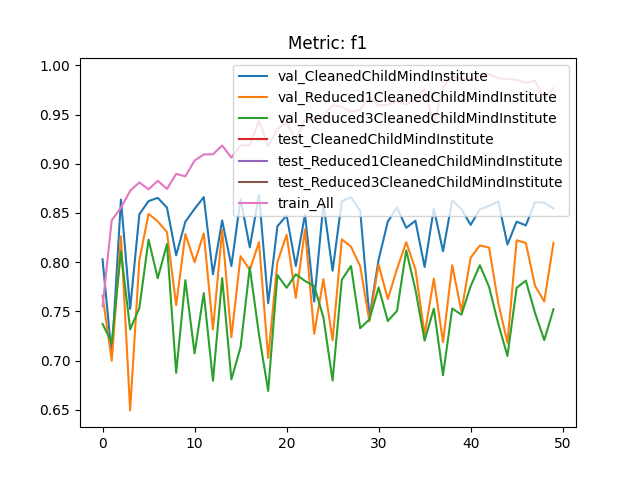 Metric: f1
1.00
0.95
0.90
0.85
0.80
0.75
0.70
0.65
val_CleanedChildMindInstitute
val_Reduced1CleanedChildMindInstitute
val_Reduced3CleanedChildMindInstitute
test_CleanedChildMindInstitute
test_Reduced1CleanedChildMindInstitute
test_Reduced3CleanedChildMindInstitute
train_All
0 10 20 30 40 50